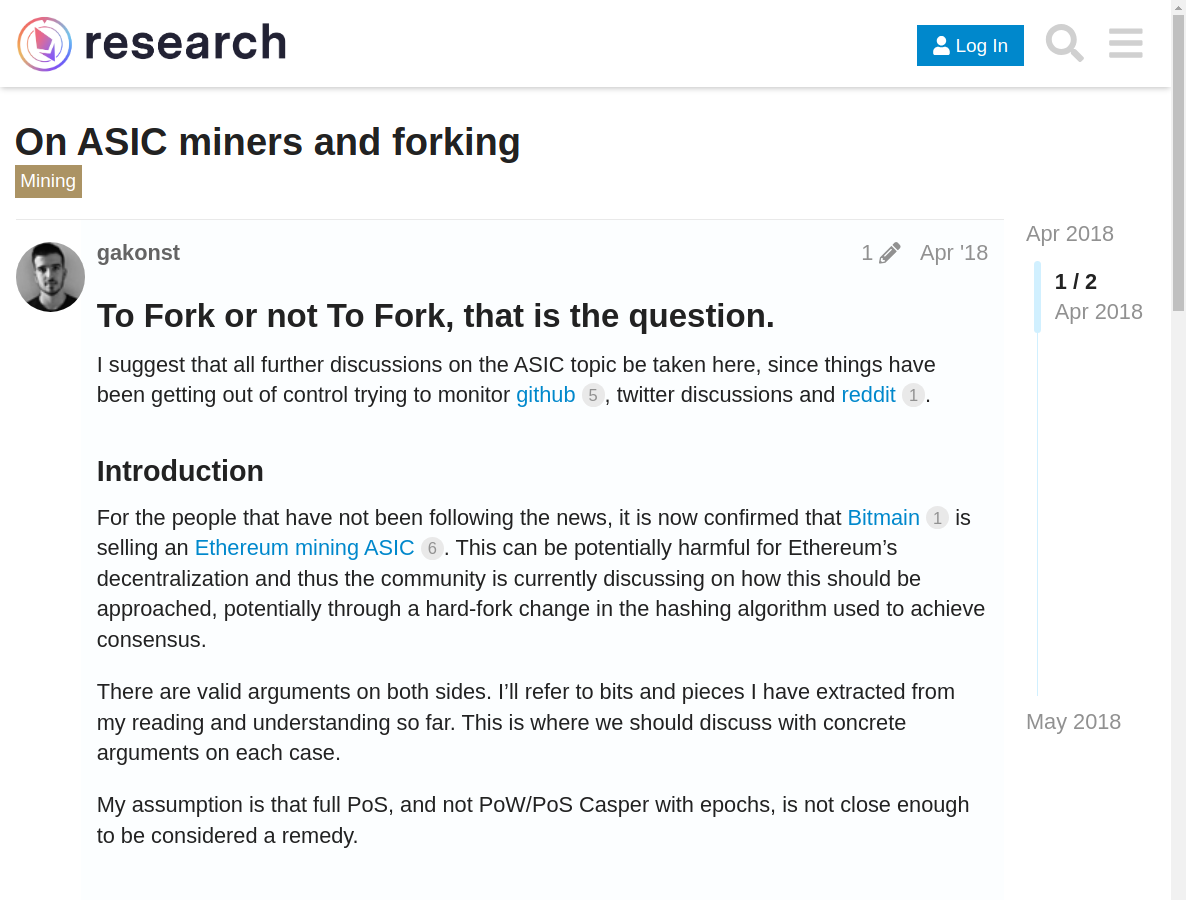 research
Log In
On ASIC miners and forking
Mining
gakonst
1
Apr '18
To Fork or not To Fork, that is the question.
I suggest that all further discussions on the ASIC topic be taken here, since things have
been getting out of control trying to monitor github 5, twitter discussions and reddit 1.
Introduction
For the people that have not been following the news, it is now confirmed that Bitmain 1 is
selling an Ethereum mining ASIC 6. This can be potentially harmful for Ethereum’s
decentralization and thus the community is currently discussing on how this should be
approached, potentially through a hard-fork change in the hashing algorithm used to achieve
consensus.
There are valid arguments on both sides. I’ll refer to bits and pieces I have extracted from
my reading and understanding so far. This is where we should discuss with concrete
arguments on each case.
My assumption is that full PoS, and not PoW/PoS Casper with epochs, is not close enough
to be considered a remedy.
Apr 2018
1 / 2
Apr 2018
May 2018